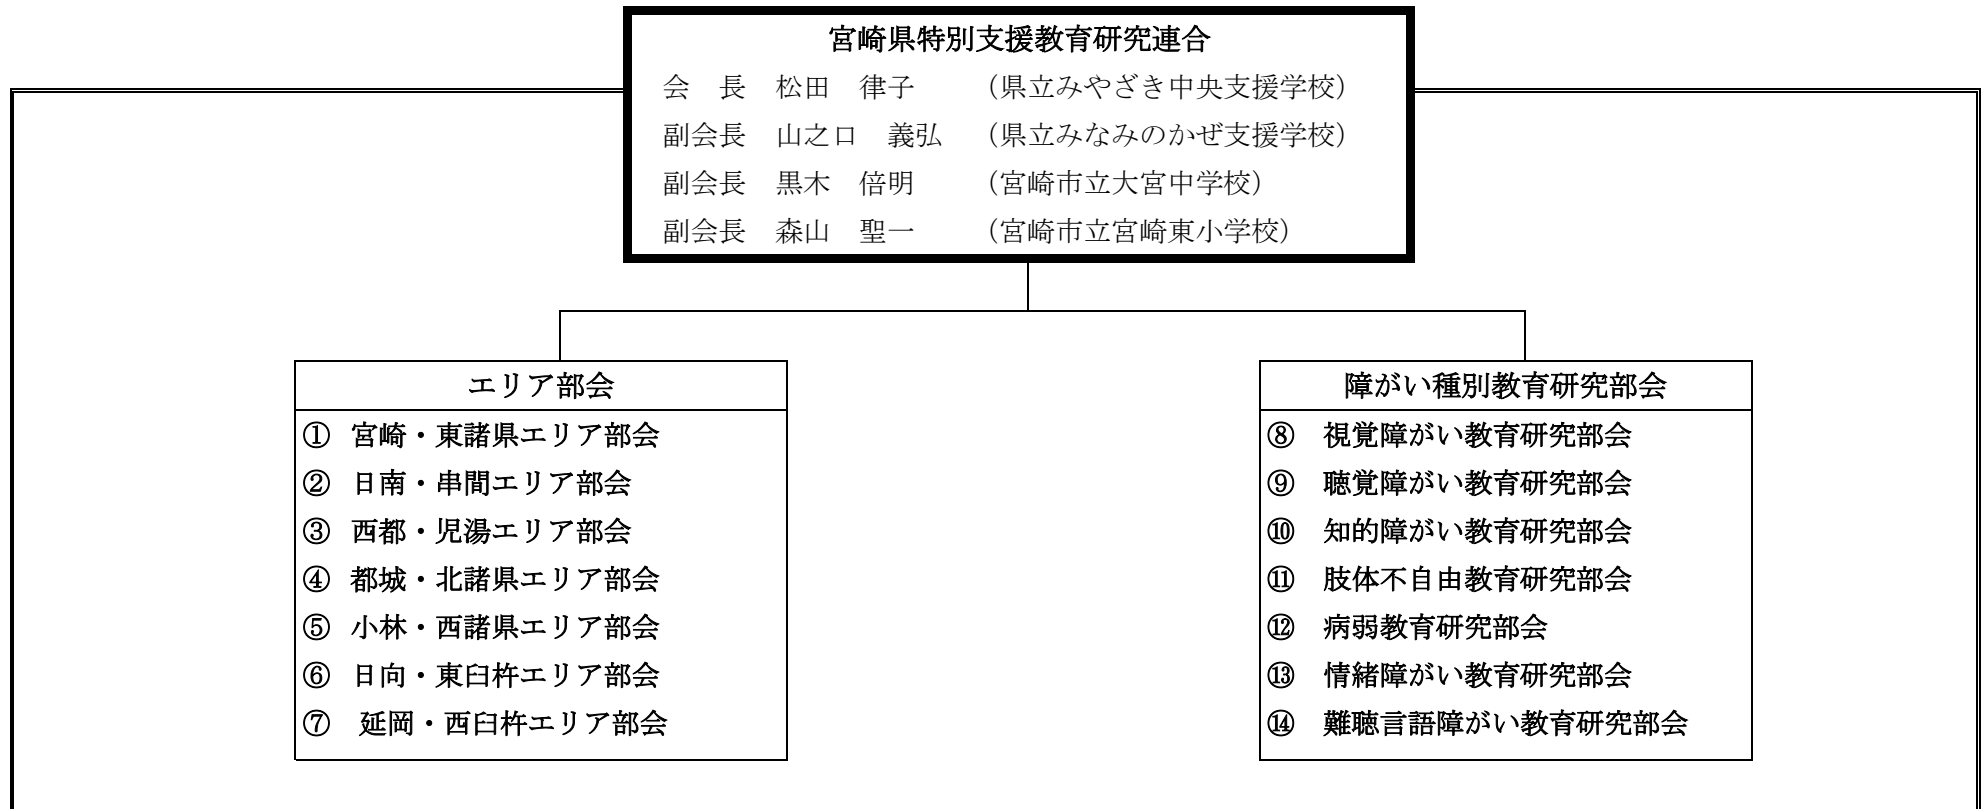 宮崎県特別支援教育研究連合
会　長　松田　律子　　（県立みやざき中央支援学校）
副会長　山之口　義弘　（県立みなみのかぜ支援学校）
副会長　黒木　倍明　　（宮崎市立大宮中学校）
副会長　森山　聖一　　（宮崎市立宮崎東小学校）
エリア部会
① 宮崎・東諸県エリア部会
② 日南・串間エリア部会
③ 西都・児湯エリア部会
④ 都城・北諸県エリア部会
⑤ 小林・西諸県エリア部会
⑥ 日向・東臼杵エリア部会
⑦ 延岡・西臼杵エリア部会
障がい種別教育研究部会
⑧　視覚障がい教育研究部会
⑨　聴覚障がい教育研究部会
⑩　知的障がい教育研究部会
⑪　肢体不自由教育研究部会
⑫　病弱教育研究部会
⑬　情緒障がい教育研究部会
⑭　難聴言語障がい教育研究部会